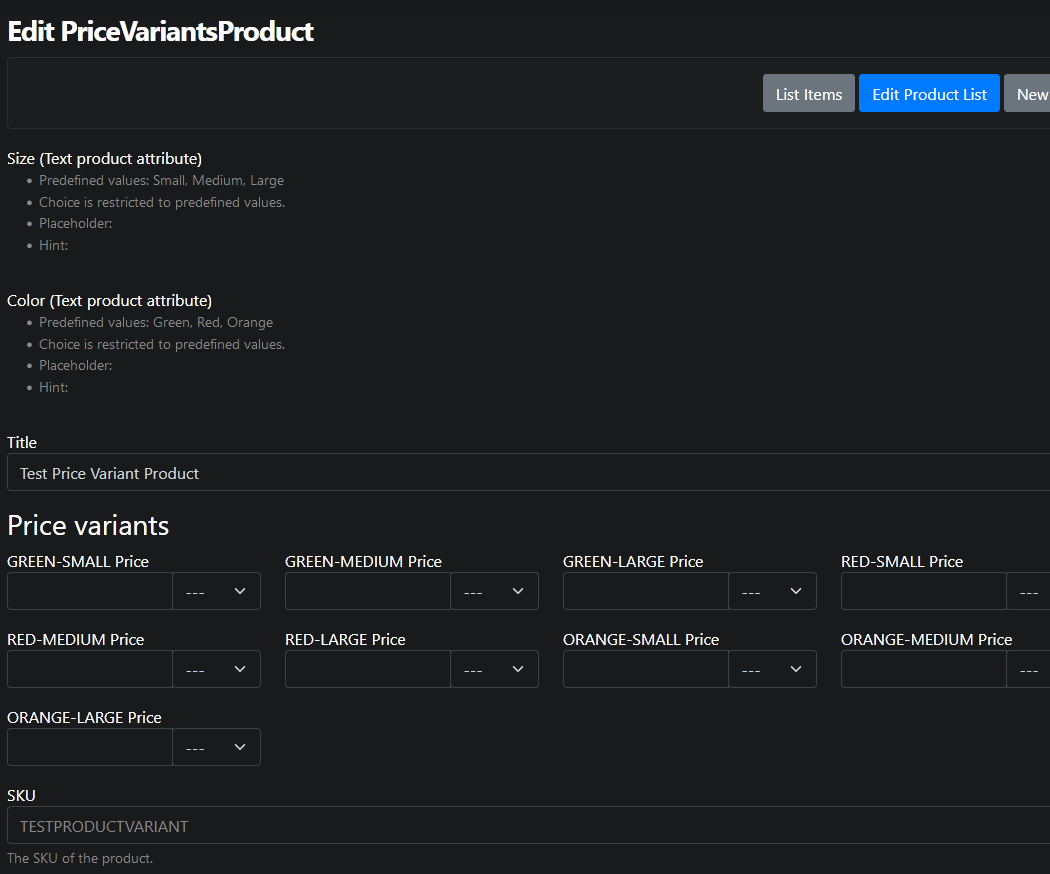 Edit PriceVariantsProduct
List Items Edit Product List New
Size (Text product attribute)
• Predefined values: Small, Medium, Large
• Choice is restricted to predefined values.
• Placeholder:
• Hint:
Color (Text product attribute)
• Predefined values: Green, Red, Orange
• Choice is restricted to predefined values.
• Placeholder:
• Hint:
Title
Test Price Variant Product
Price variants
GREEN-SMALL Price GREEN-MEDIUM Price GREEN-LARGE Price RED-SMALL Price
--- --- --- ---
RED-MEDIUM Price RED-LARGE Price ORANGE-SMALL Price ORANGE-MEDIUM Price
--- --- --- ---
ORANGE-LARGE Price
---
SKU
TESTPRODUCTVARIANT
The SKU of the product.